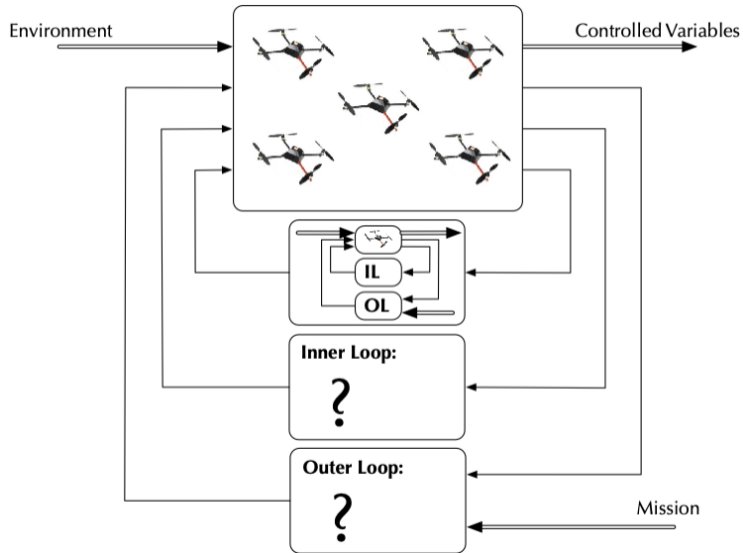 Environment
Controlled Variables
IL
OL
Inner Loop:
?
Outer Loop:
?
Mission